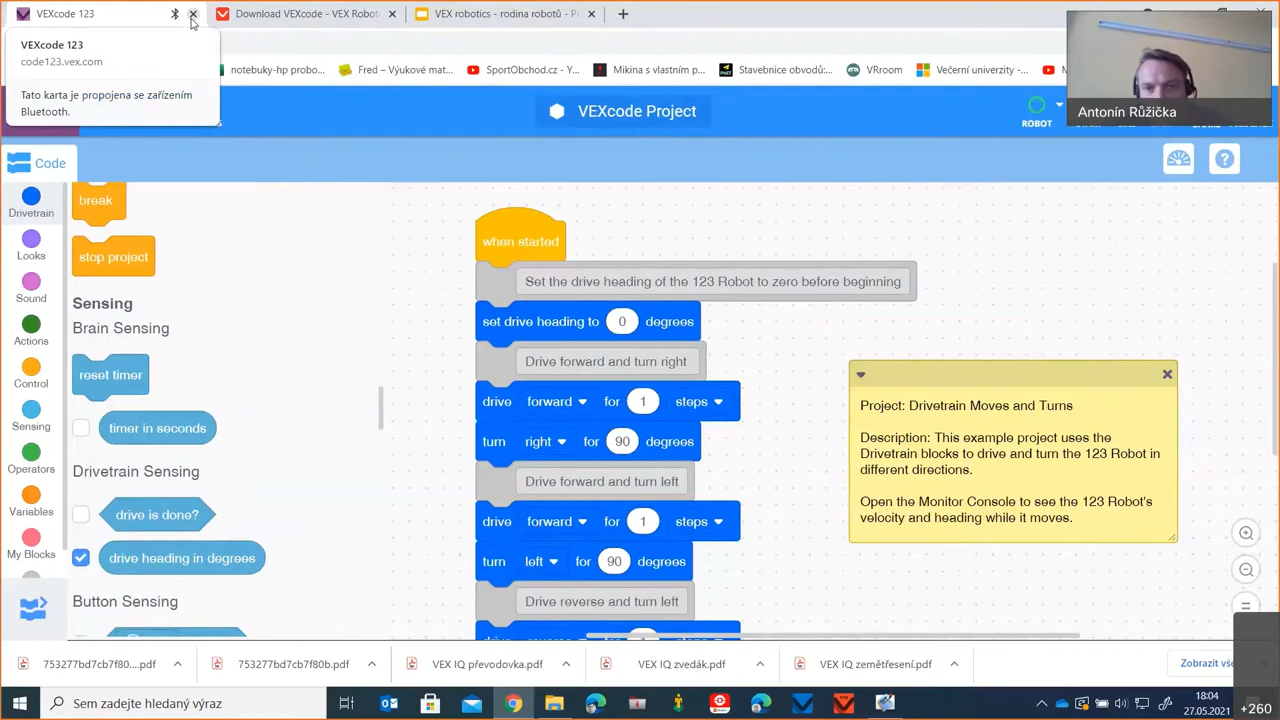 VEXcode 123
Download VEXcode - VEX Robot
VEX robotics - rodina robotů - P
VEXcode 123
code123.vex.com
Tato karta je propojena se zařízením
Bluetooth.
notebuky-hp probo...
Fred – Výukové mat...
SportObchod.cz - Y...
Mikina s vlastním p...
Stavebnice obvodů:...
VRroom
Večerní univerzity -...
Antonín Růžička
VEXcode Project
ROBOT
Code
Drivetrain
Looks
Sound
Actions
Control
Sensing
Operators
Variables
My Blocks
break
stop project
Sensing
Brain Sensing
reset timer
timer in seconds
Drivetrain Sensing
drive is done?
drive heading in degrees
Button Sensing
when started
Set the drive heading of the 123 Robot to zero before beginning
set drive heading to 0 degrees
Drive forward and turn right
drive forward for 1 steps
turn right for 90 degrees
Drive forward and turn left
drive forward for 1 steps
turn left for 90 degrees
Drive reverse and turn left
Project: Drivetrain Moves and Turns
Description: This example project uses the
Drivetrain blocks to drive and turn the 123 Robot in
different directions.
Open the Monitor Console to see the 123 Robot's
velocity and heading while it moves.
753277bd7cb7f80....pdf
753277bd7cb7f80b.pdf
VEX IQ převodovka.pdf
VEX IQ zvedák.pdf
VEX IQ zemětřesení.pdf
Zobrazit vše
Sem zadejte hledaný výraz
18:04
27.05.2021
+260